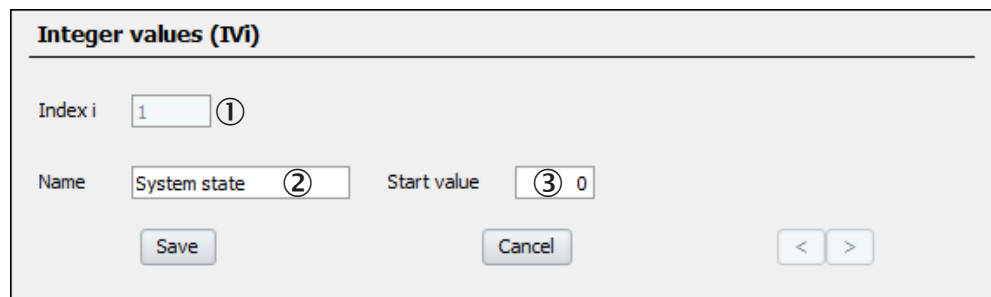 Integer values (IVi)
Index i 1 ①
Name System state ② Start value ③ 0
Save Cancel < >